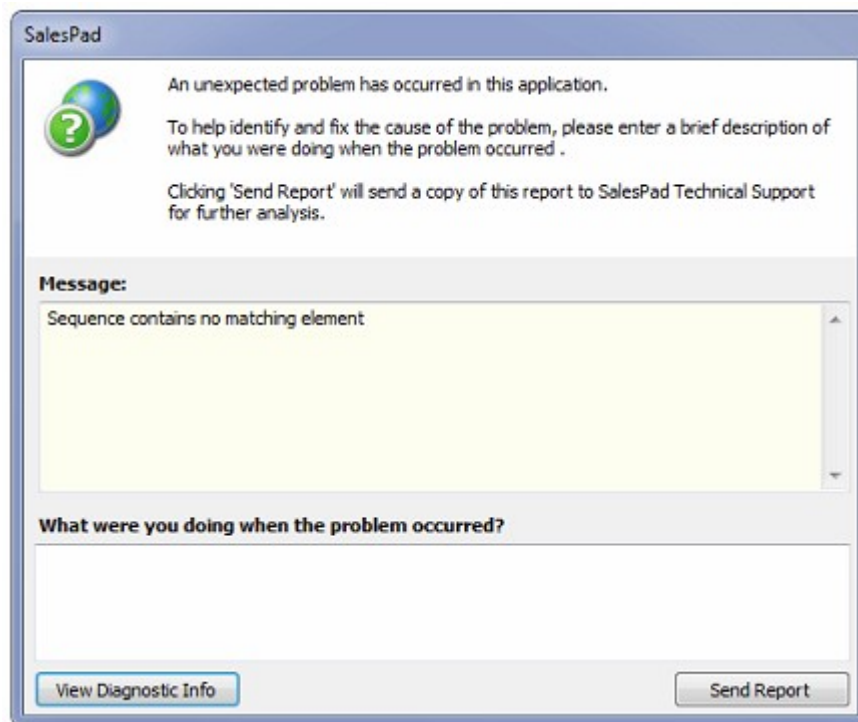 SalesPad
An unexpected problem has occurred in this application.
To help identify and fix the cause of the problem, please enter a brief description of
what you were doing when the problem occurred .
Clicking 'Send Report' will send a copy of this report to SalesPad Technical Support
for further analysis.
Message:
Sequence contains no matching element
What were you doing when the problem occurred?
View Diagnostic Info
Send Report